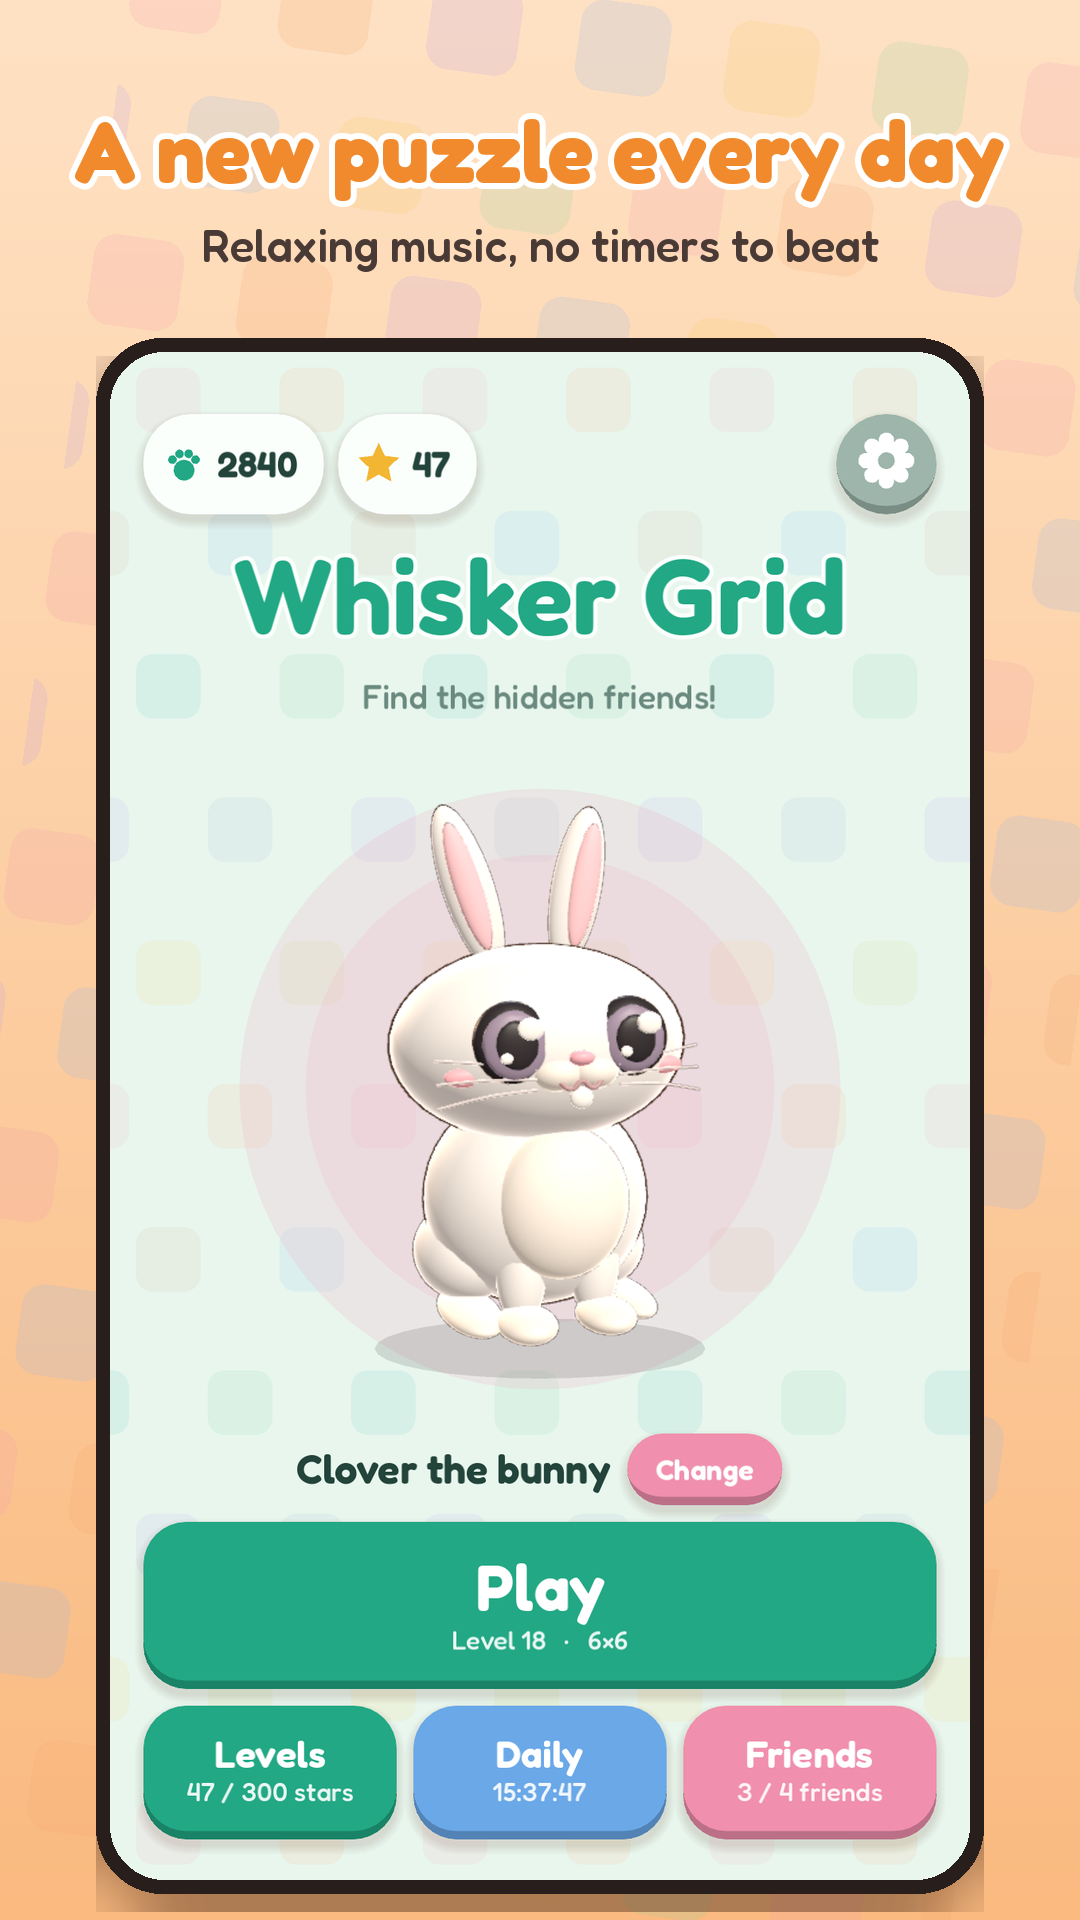 A new puzzle every day
Relaxing music, no timers to beat
2840
47
Whisker Grid
Find the hidden friends!
Clover the bunny
Change
Play
Level 18 · 6×6
Levels
47 / 300 stars
Daily
15:37:47
Friends
3 / 4 friends